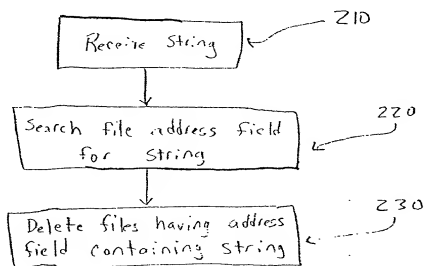 210
Receive String
220
Search file address field
for String
230
Delete files having address
field containing String